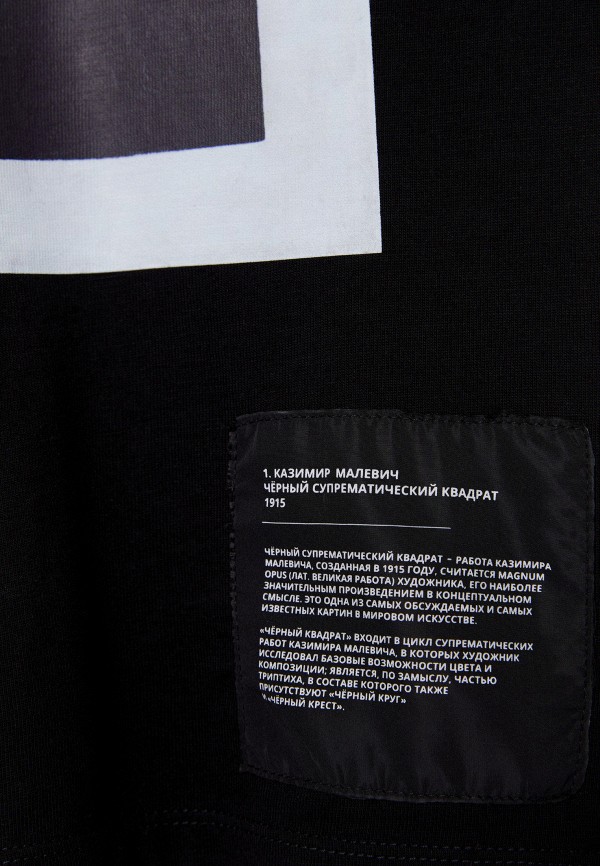 1. КАЗИМИР МАЛЕВИЧ
ЧЁРНЫЙ СУПРЕМАТИЧЕСКИЙ КВАДРАТ
1915
ЧЁРНЫЙ СУПРЕМАТИЧЕСКИЙ КВАДРАТ – РАБОТА КАЗИМИРА
МАЛЕВИЧА, СОЗДАННАЯ В 1915 ГОДУ, СЧИТАЕТСЯ MAGNUM
OPUS (ЛАТ. ВЕЛИКАЯ РАБОТА) ХУДОЖНИКА, ЕГО НАИБОЛЕЕ
ЗНАЧИТЕЛЬНЫМ ПРОИЗВЕДЕНИЕМ В КОНЦЕПТУАЛЬНОМ
СМЫСЛЕ. ЭТО ОДНА ИЗ САМЫХ ОБСУЖДАЕМЫХ И САМЫХ
ИЗВЕСТНЫХ КАРТИН В МИРОВОМ ИСКУССТВЕ.
«ЧЁРНЫЙ КВАДРАТ» ВХОДИТ В ЦИКЛ СУПРЕМАТИЧЕСКИХ
РАБОТ КАЗИМИРА МАЛЕВИЧА, В КОТОРЫХ ХУДОЖНИК
ИССЛЕДОВАЛ БАЗОВЫЕ ВОЗМОЖНОСТИ ЦВЕТА И
КОМПОЗИЦИИ; ЯВЛЯЕТСЯ, ПО ЗАМЫСЛУ, ЧАСТЬЮ
ТРИПТИХА, В СОСТАВЕ КОТОРОГО ТАКЖЕ
ПРИСУТСТВУЮТ «ЧЁРНЫЙ КРУГ»
И «ЧЁРНЫЙ КРЕСТ».